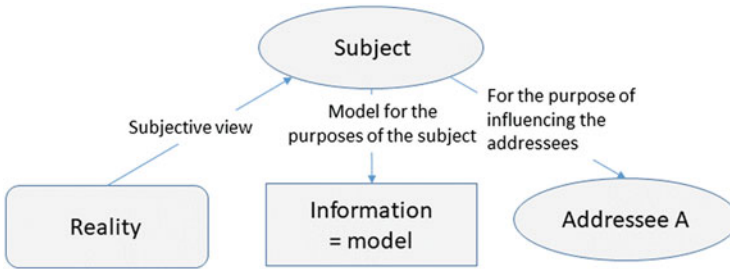 Subject
Subjective view
Model for the
purposes of the subject
For the purpose of
influencing the
addressees
Reality
Information
= model
Addressee A